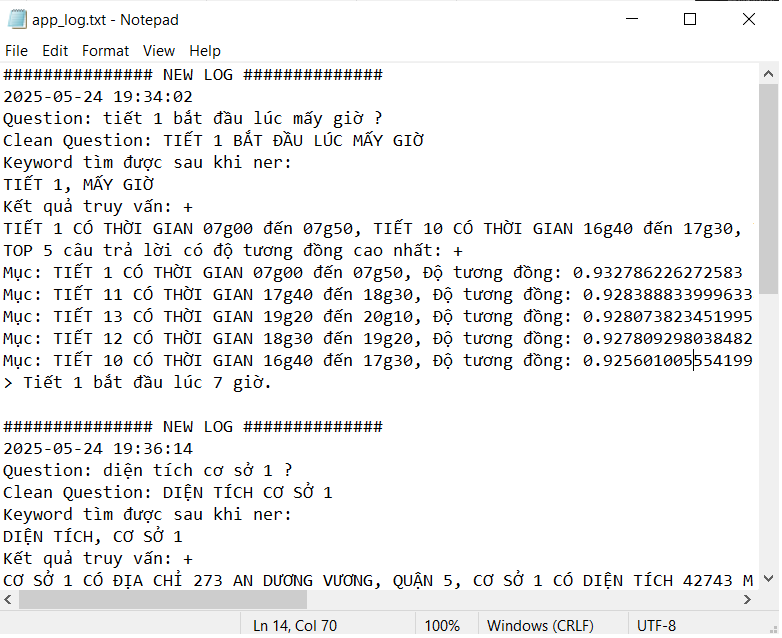 app_log.txt - Notepad
File Edit Format View Help
############### NEW LOG ##############
2025-05-24 19:34:02
Question: tiết 1 bắt đầu lúc mấy giờ ?
Clean Question: TIẾT 1 BẮT ĐẦU LÚC MẤY GIỜ
Keyword tìm được sau khi ner:
TIẾT 1, MẤY GIỜ
Kết quả truy vấn: +
TIẾT 1 CÓ THỜI GIAN 07g00 đến 07g50, TIẾT 10 CÓ THỜI GIAN 16g40 đến 17g30,
TOP 5 câu trả lời có độ tương đồng cao nhất: +
Mục: TIẾT 1 CÓ THỜI GIAN 07g00 đến 07g50, Độ tương đồng: 0.932786226272583
Mục: TIẾT 11 CÓ THỜI GIAN 17g40 đến 18g30, Độ tương đồng: 0.928388833999633
Mục: TIẾT 13 CÓ THỜI GIAN 19g20 đến 20g10, Độ tương đồng: 0.928073823451995
Mục: TIẾT 12 CÓ THỜI GIAN 18g30 đến 19g20, Độ tương đồng: 0.927809298038482
Mục: TIẾT 10 CÓ THỜI GIAN 16g40 đến 17g30, Độ tương đồng: 0.925601005554199
> Tiết 1 bắt đầu lúc 7 giờ.
############### NEW LOG ##############
2025-05-24 19:36:14
Question: diện tích cơ sở 1 ?
Clean Question: DIỆN TÍCH CƠ SỞ 1
Keyword tìm được sau khi ner:
DIỆN TÍCH, CƠ SỞ 1
Kết quả truy vấn: +
CƠ SỞ 1 CÓ ĐỊA CHỈ 273 AN DƯƠNG VƯƠNG, QUẬN 5, CƠ SỞ 1 CÓ DIỆN TÍCH 42743 M
Ln 14, Col 70 100% Windows (CRLF) UTF-8